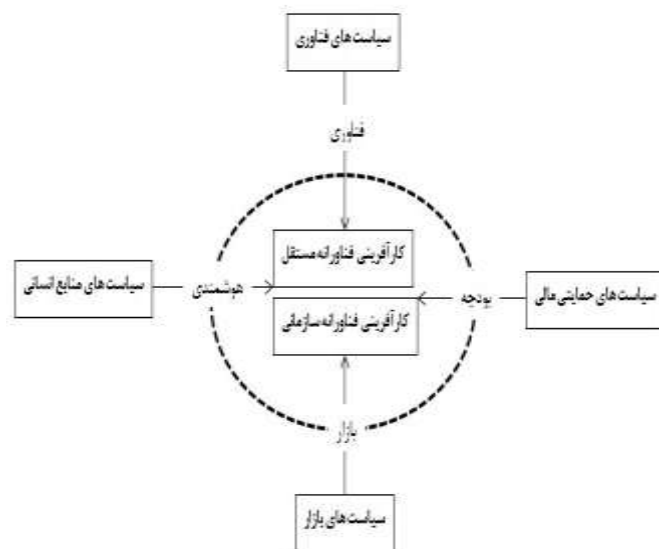 سیاست‌های فناوری
فناوری
کارآفرینی فناورانه مستقل
سیاست‌های منابع انسانی
هوشمندی
بودجه
سیاست‌های حمایتی مالی
کارآفرینی فناورانه سازمانی
بازار
سیاست‌های بازار